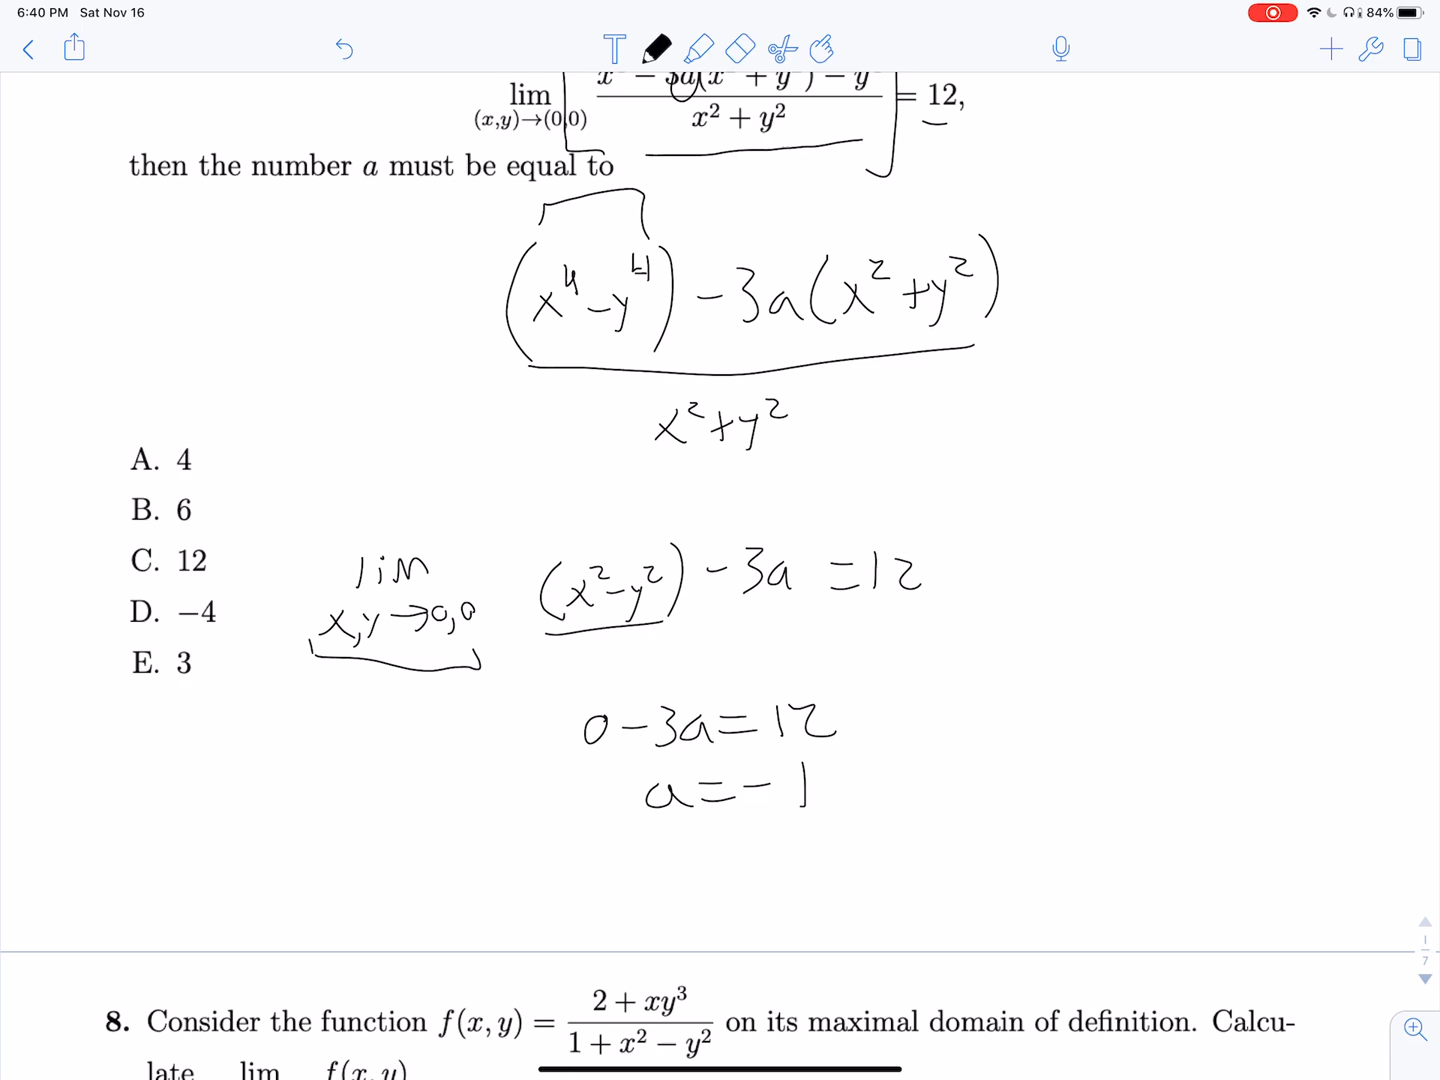 6:40 PM Sat Nov 16
84%
lim x − 3a(x + y ) − y
(x,y)→(0,0) x² + y² = 12,
then the number a must be equal to
(x⁴ − y⁴) − 3a(x² + y²)
x² + y²
A. 4
B. 6
C. 12
D. −4
E. 3
lim (x² − y²) − 3a = 12
x,y → 0,0
0 − 3a = 12
a = − 1
1
7
8. Consider the function f(x, y) = (2 + xy³)/(1 + x² − y²) on its maximal domain of definition. Calcu-
late lim f(x, y)